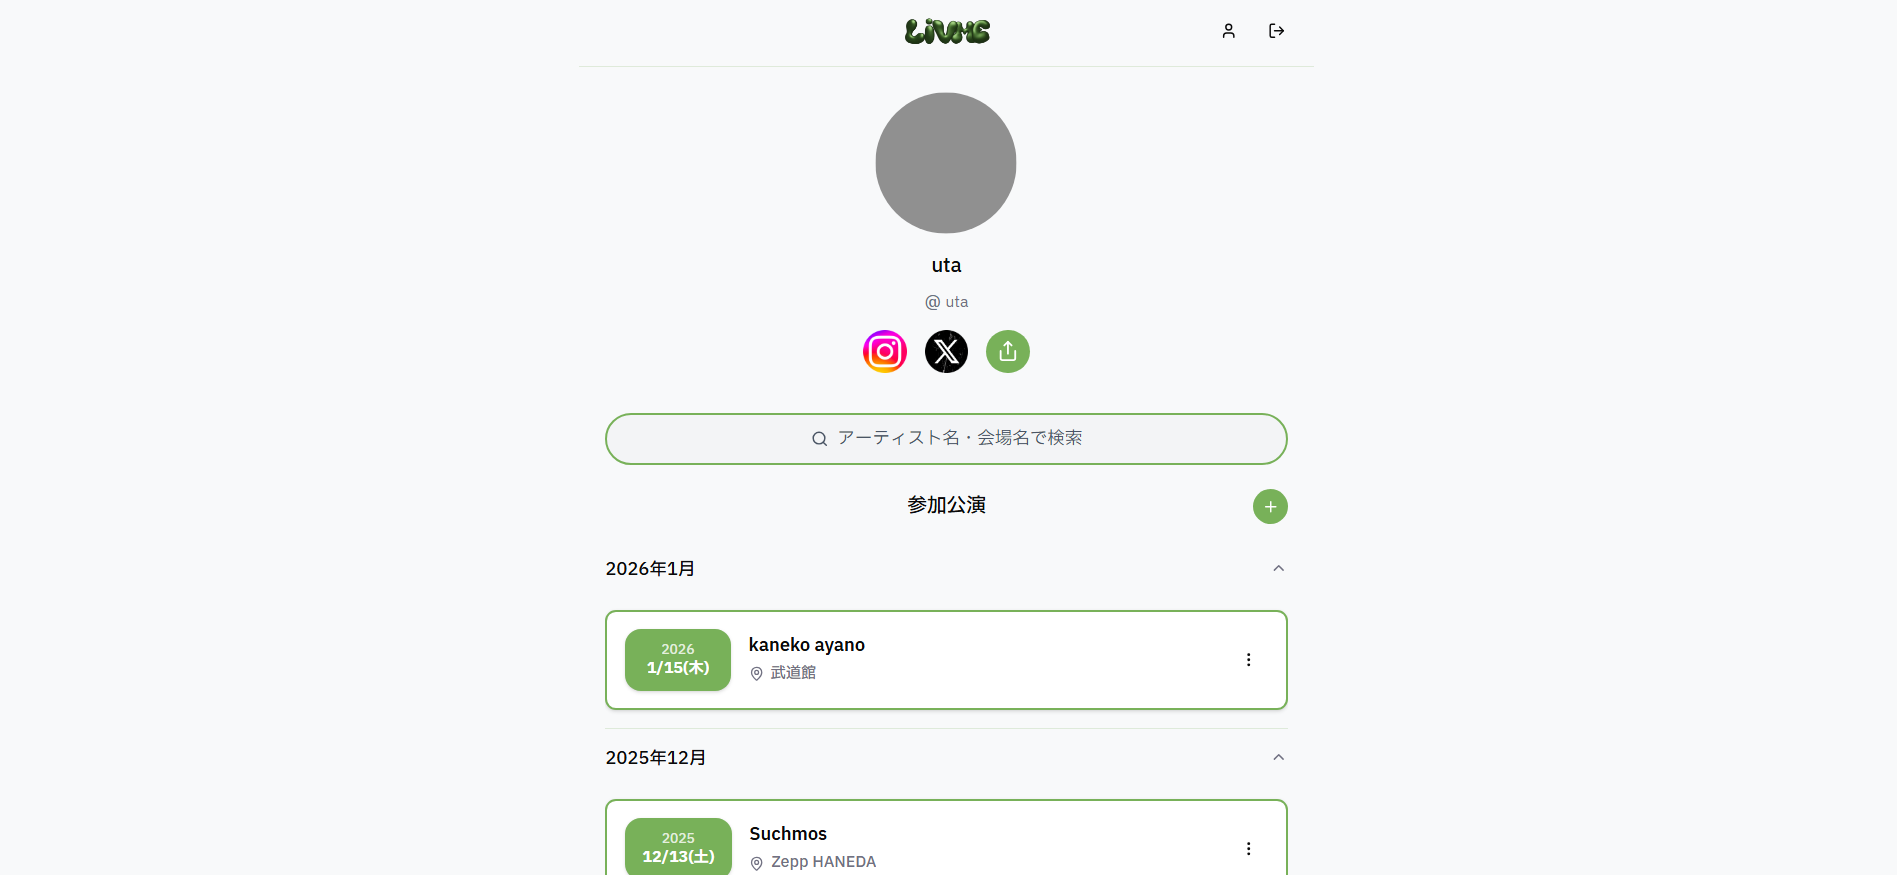 LiVME
uta
@ uta
アーティスト名・会場名で検索
参加公演
2026年1月
2026
1/15(木)
kaneko ayano
武道館
2025年12月
2025
12/13(土)
Suchmos
Zepp HANEDA